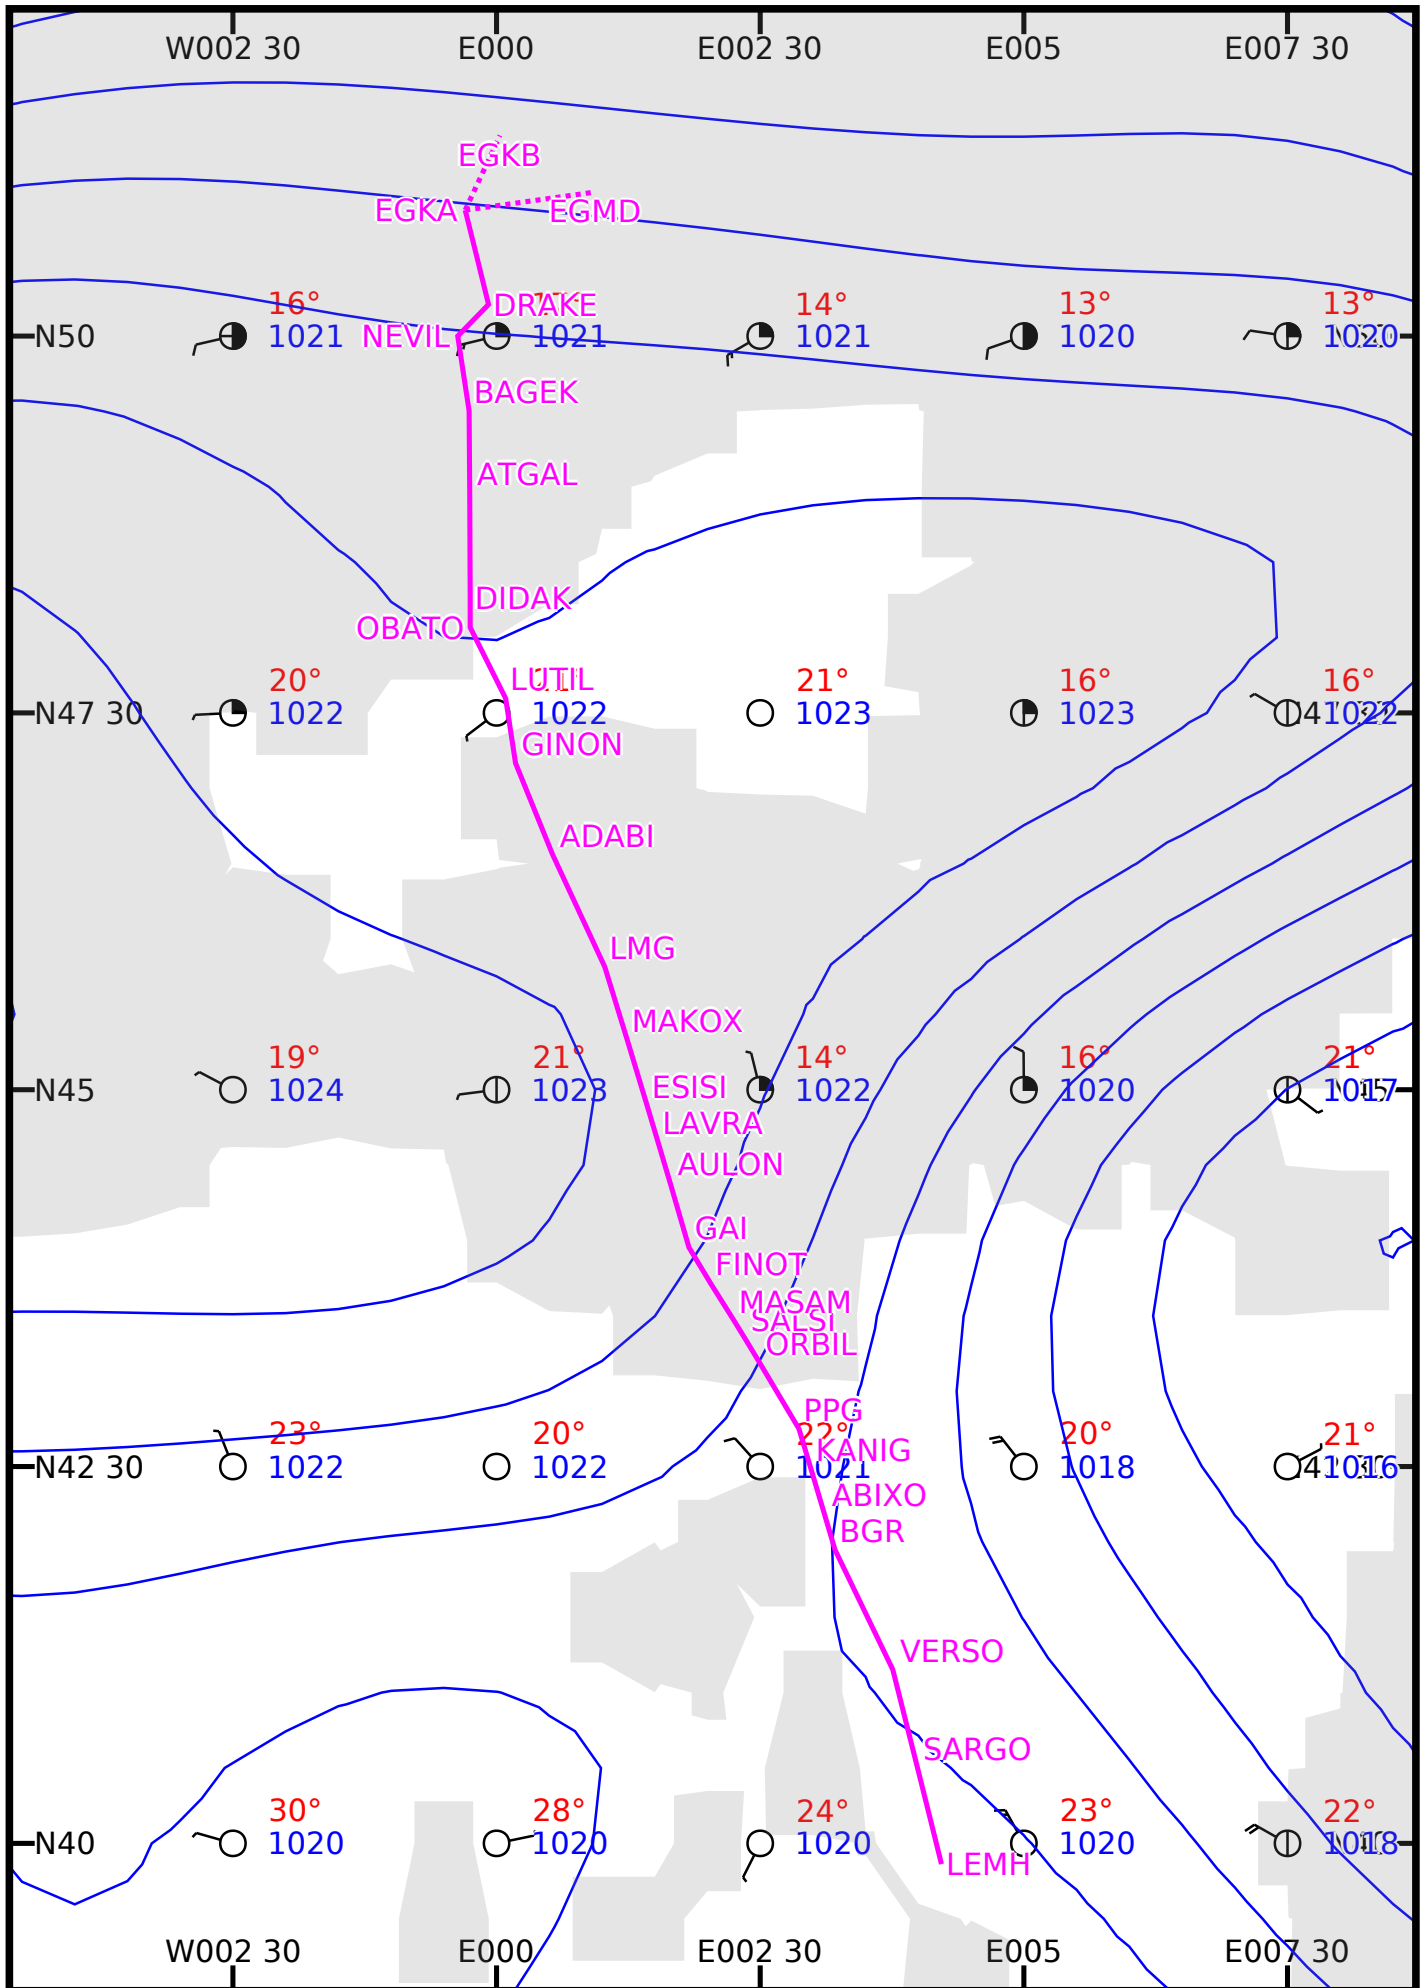 W002 30 E000 E002 30 E005 E007 30
EGKB
EGKA EGMD
16° DRAKE 14° 13° 13°
N50 1021 NEVIL 1021 1021 1020 1020
BAGEK
ATGAL
DIDAK
OBATO
20° LUTIL 21° 16° 16°
N47 30 1022 1022 1023 1023 1022
GINON
ADABI
LMG
MAKOX
19° 21° 14° 16° 21°
ESISI
N45 1024 1023 1022 1020 1017
LAVRA
AULON
GAI
FINOT
MASAM
SALSI
ORBIL
PPG
23° 20° 22° 20° 21°
KANIG
N42 30 1022 1022 1021 1018 1016
ABIXO
BGR
VERSO
SARGO
30° 28° 24° 23° 22°
N40 1020 1020 1020 1020 1018
LEMH
W002 30 E000 E002 30 E005 E007 30